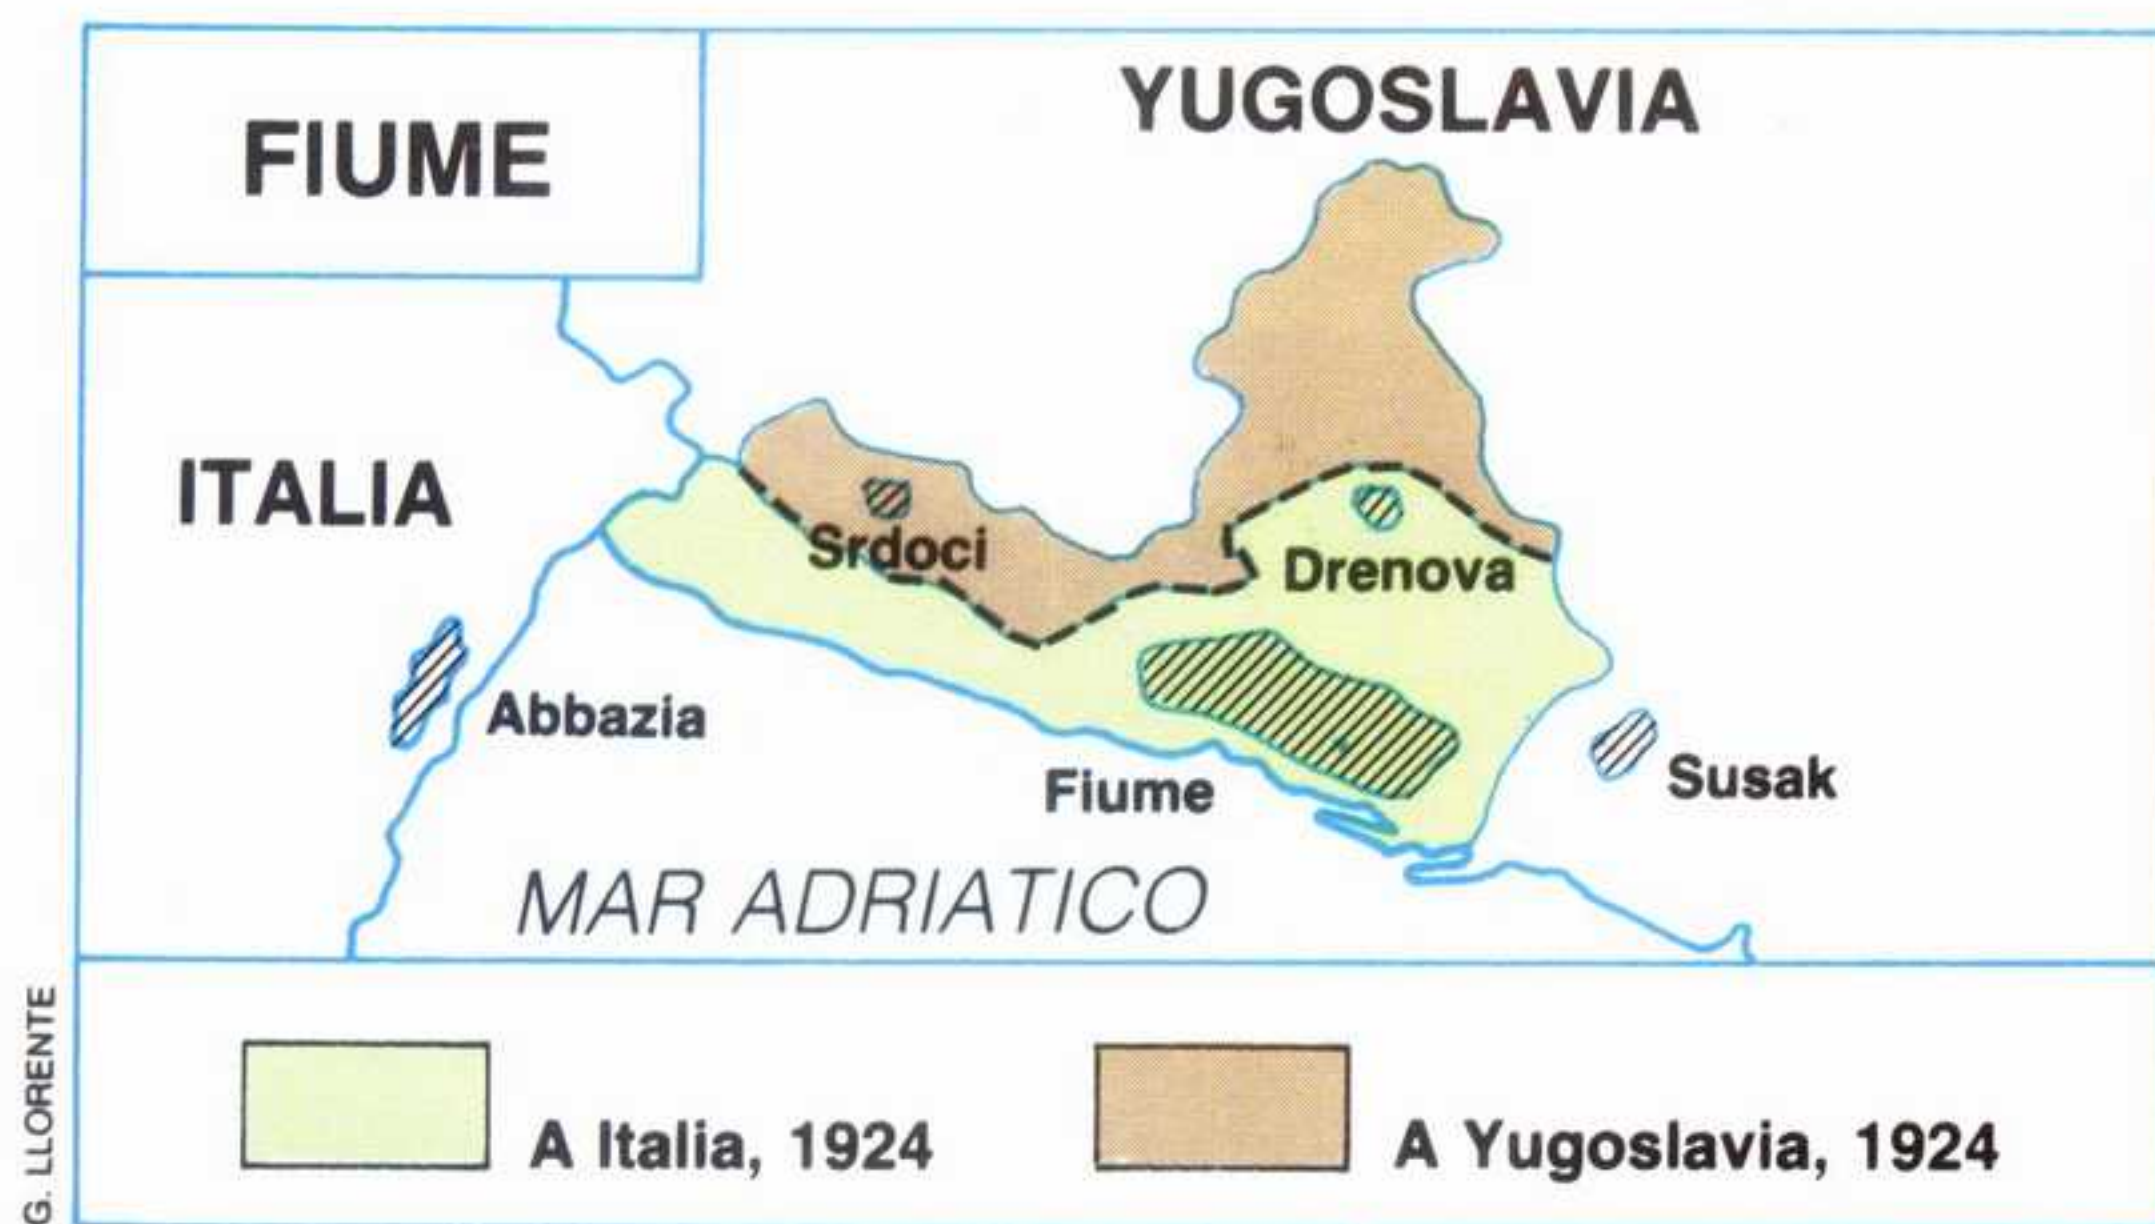 FIUME
YUGOSLAVIA
ITALIA
Srdoci
Drenova
Abbazia
Fiume
Susak
MAR ADRIATICO
A Italia, 1924
A Yugoslavia, 1924
G. LLORENTE